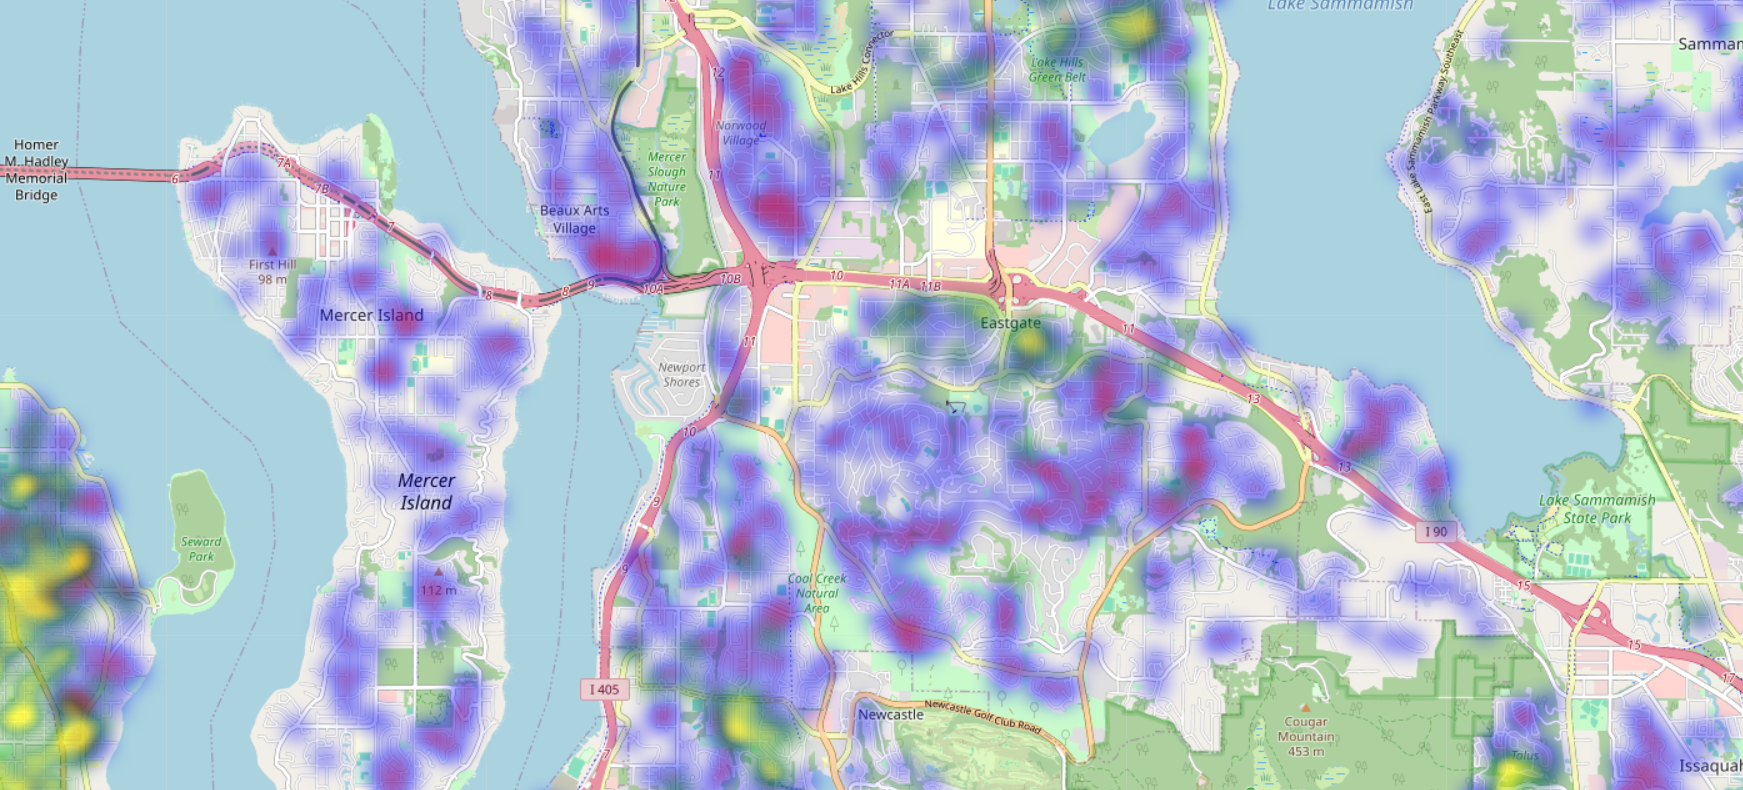 Lake Sammamish
Samman
12
Lake Hills Connector
Lake Hills
Green Belt
East Lake Sammamish Parkway Southeast
Norwood
Village
Homer
M. Hadley
Memorial
Bridge
6
7A
7B
7
Mercer
Slough
Nature
Park
11
Beaux Arts
Village
First Hill
98 m
8
8
9
10A
10B
10
11A
11B
Mercer Island
Eastgate
11
11
Newport
Shores
13
10
13
Mercer
Island
9
Lake Sammamish
State Park
I 90
Seward
Park
9
112 m
Coal Creek
Natural
Area
15
15
17
I 405
Newcastle
Newcastle Golf Club Road
Cougar
Mountain
453 m
7
Talus
Issaquah